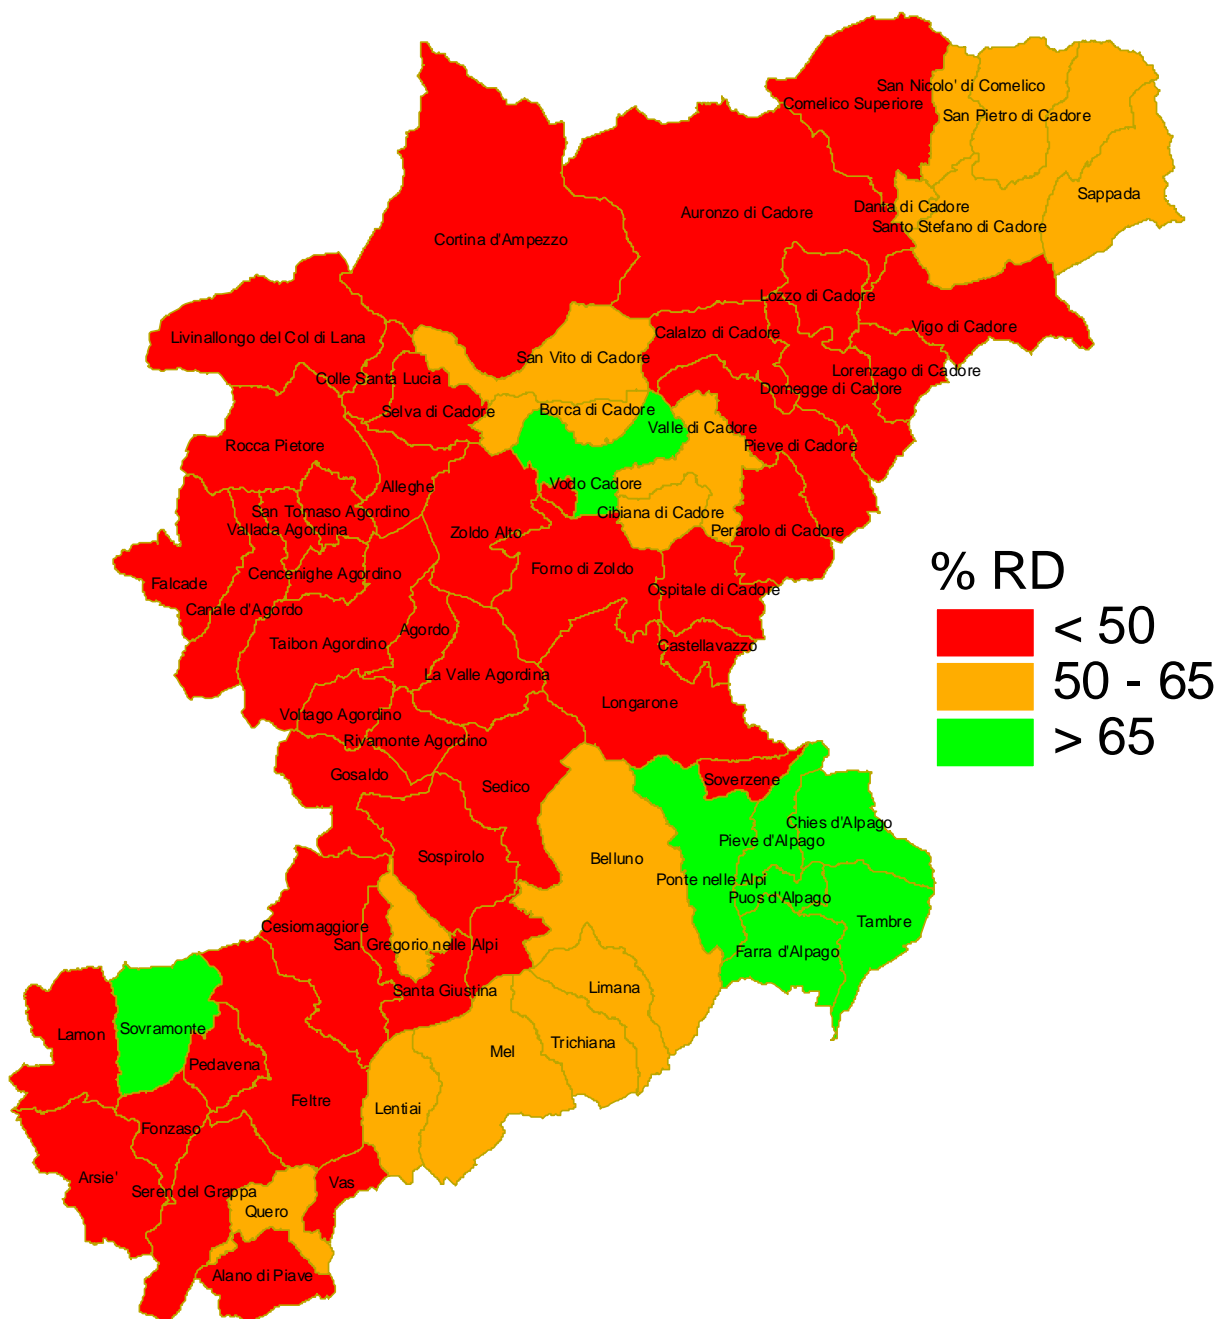 San Nicolo' di Comelico
Comelico Superiore
San Pietro di Cadore
Sappada
Danta di Cadore
Auronzo di Cadore
Santo Stefano di Cadore
Cortina d'Ampezzo
Lozzo di Cadore
Vigo di Cadore
Calalzo di Cadore
Livinallongo del Col di Lana
San Vito di Cadore
Lorenzago di Cadore
Colle Santa Lucia
Domegge di Cadore
Selva di Cadore
Borca di Cadore
Valle di Cadore
Rocca Pietore
Pieve di Cadore
Vodo Cadore
Alleghe
San Tomaso Agordino
Cibiana di Cadore
Vallada Agordina
Zoldo Alto
Perarolo di Cadore
Forno di Zoldo
Cencenighe Agordino
Falcade
Ospitale di Cadore
Canale d'Agordo
Agordo
Taibon Agordino
Castellavazzo
La Valle Agordina
Longarone
Voltago Agordino
Rivamonte Agordino
Gosaldo
Soverzene
Sedico
Chies d'Alpago
Pieve d'Alpago
Sospirolo
Belluno
Ponte nelle Alpi
Puos d'Alpago
Tambre
Cesiomaggiore
San Gregorio nelle Alpi
Farra d'Alpago
Limana
Santa Giustina
Sovramonte
Lamon
Trichiana
Mel
Pedavena
Feltre
Lentiai
Fonzaso
Arsie'
Vas
Seren del Grappa
Quero
Alano di Piave
% RD
< 50
50 - 65
> 65